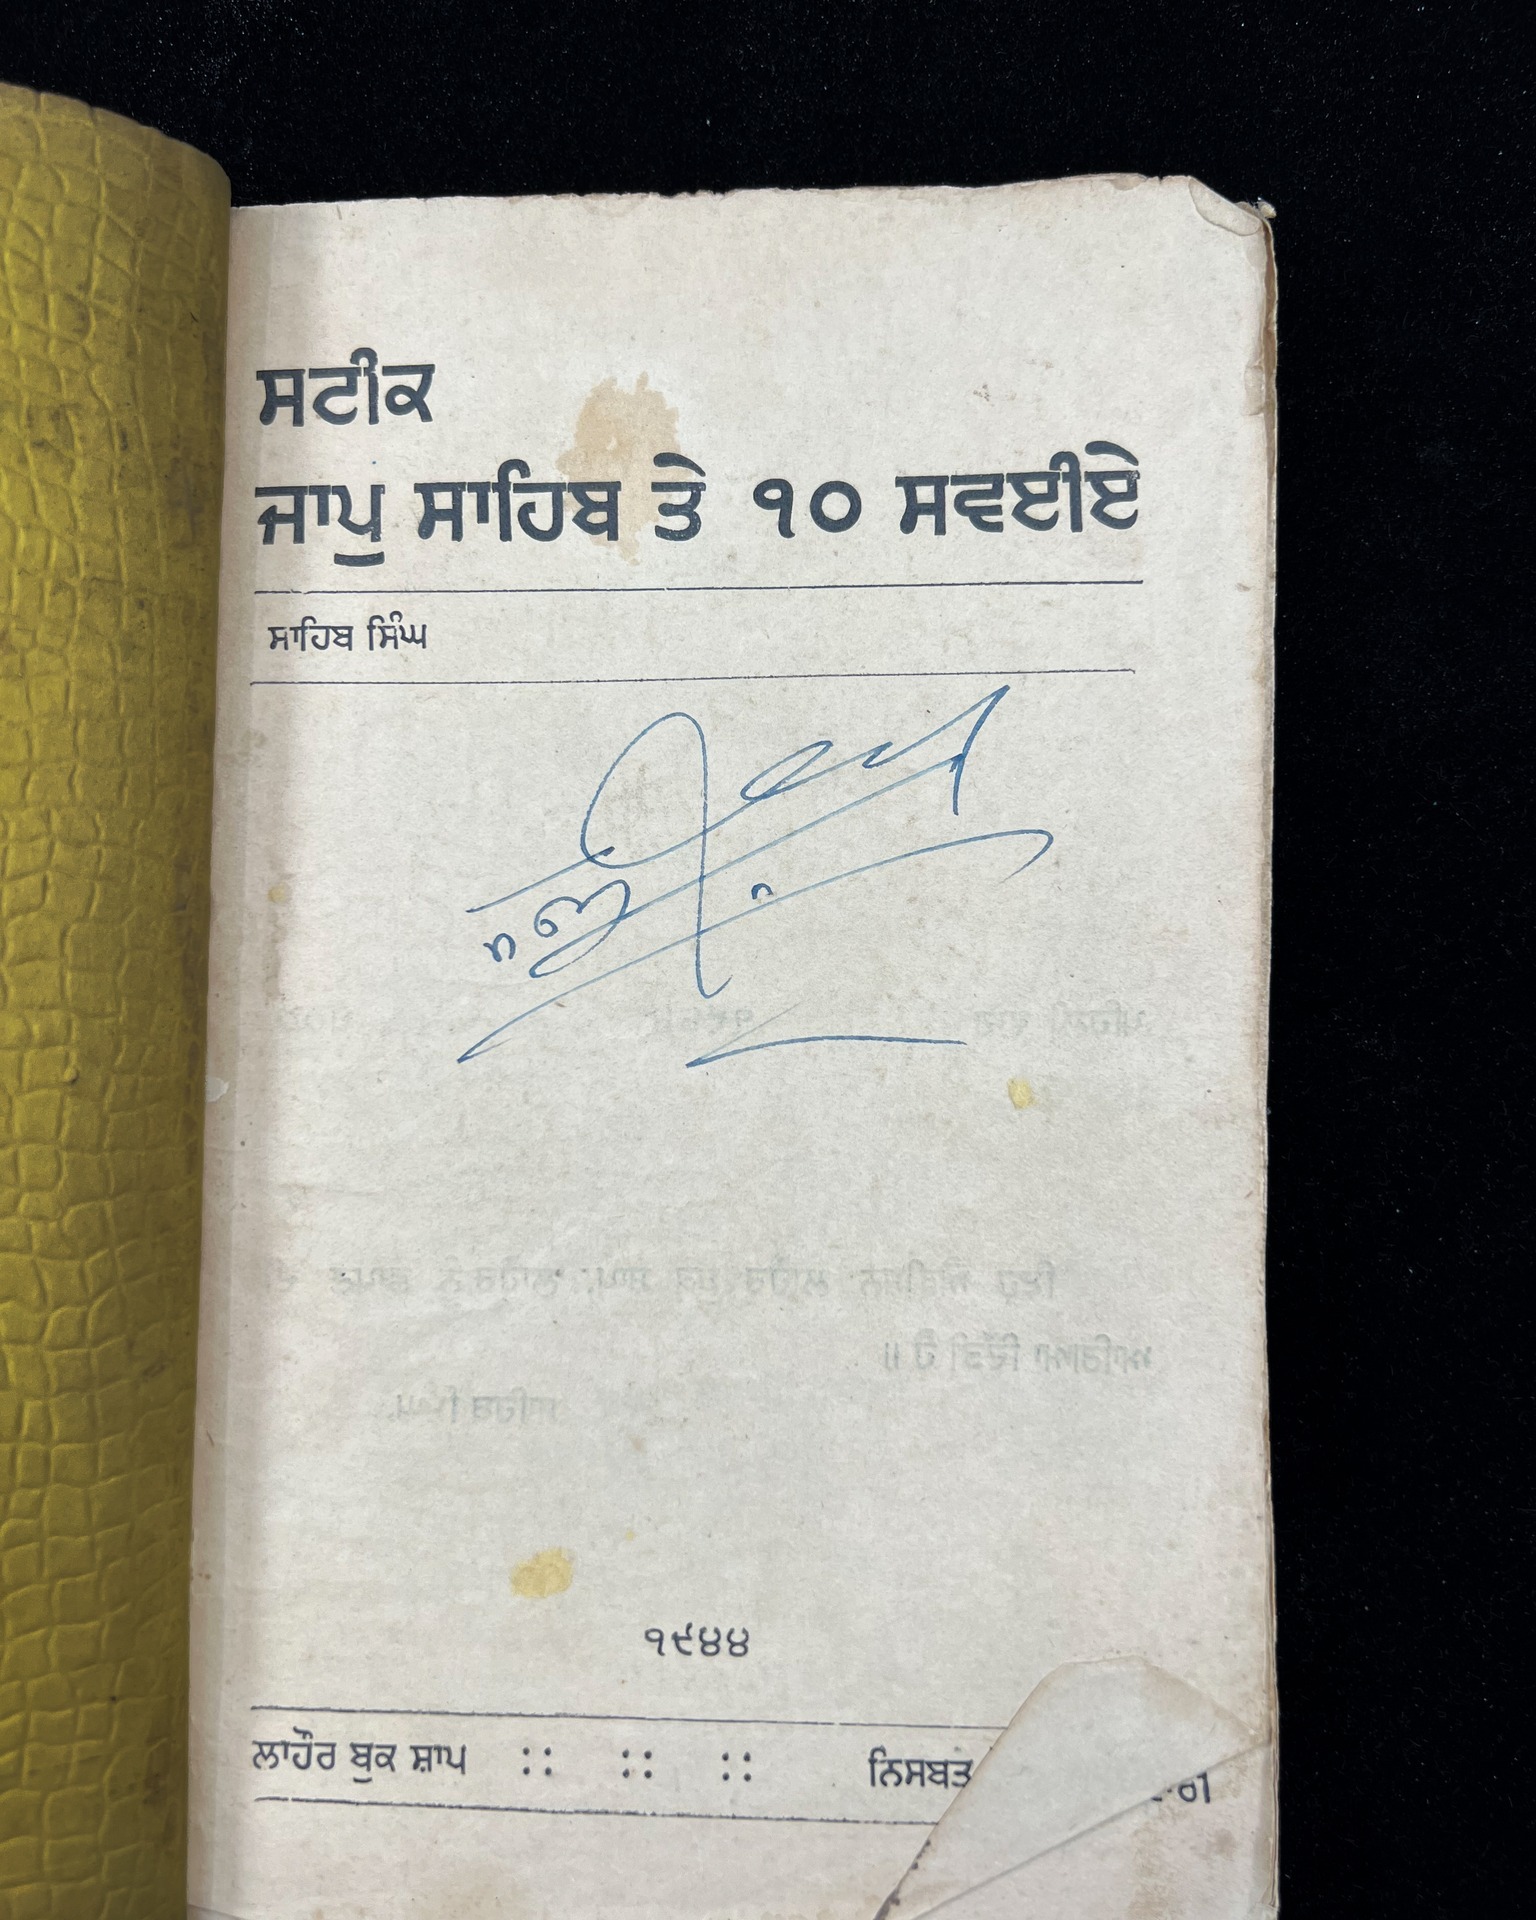 ਸਟੀਕ
ਜਾਪੁ ਸਾਹਿਬ ਤੇ ੧੦ ਸਵਈਏ
ਸਾਹਿਬ ਸਿੰਘ
੧੯੪੪
ਲਾਹੌਰ ਬੁਕ ਸ਼ਾਪ :: :: :: ਨਿਸਬਤ